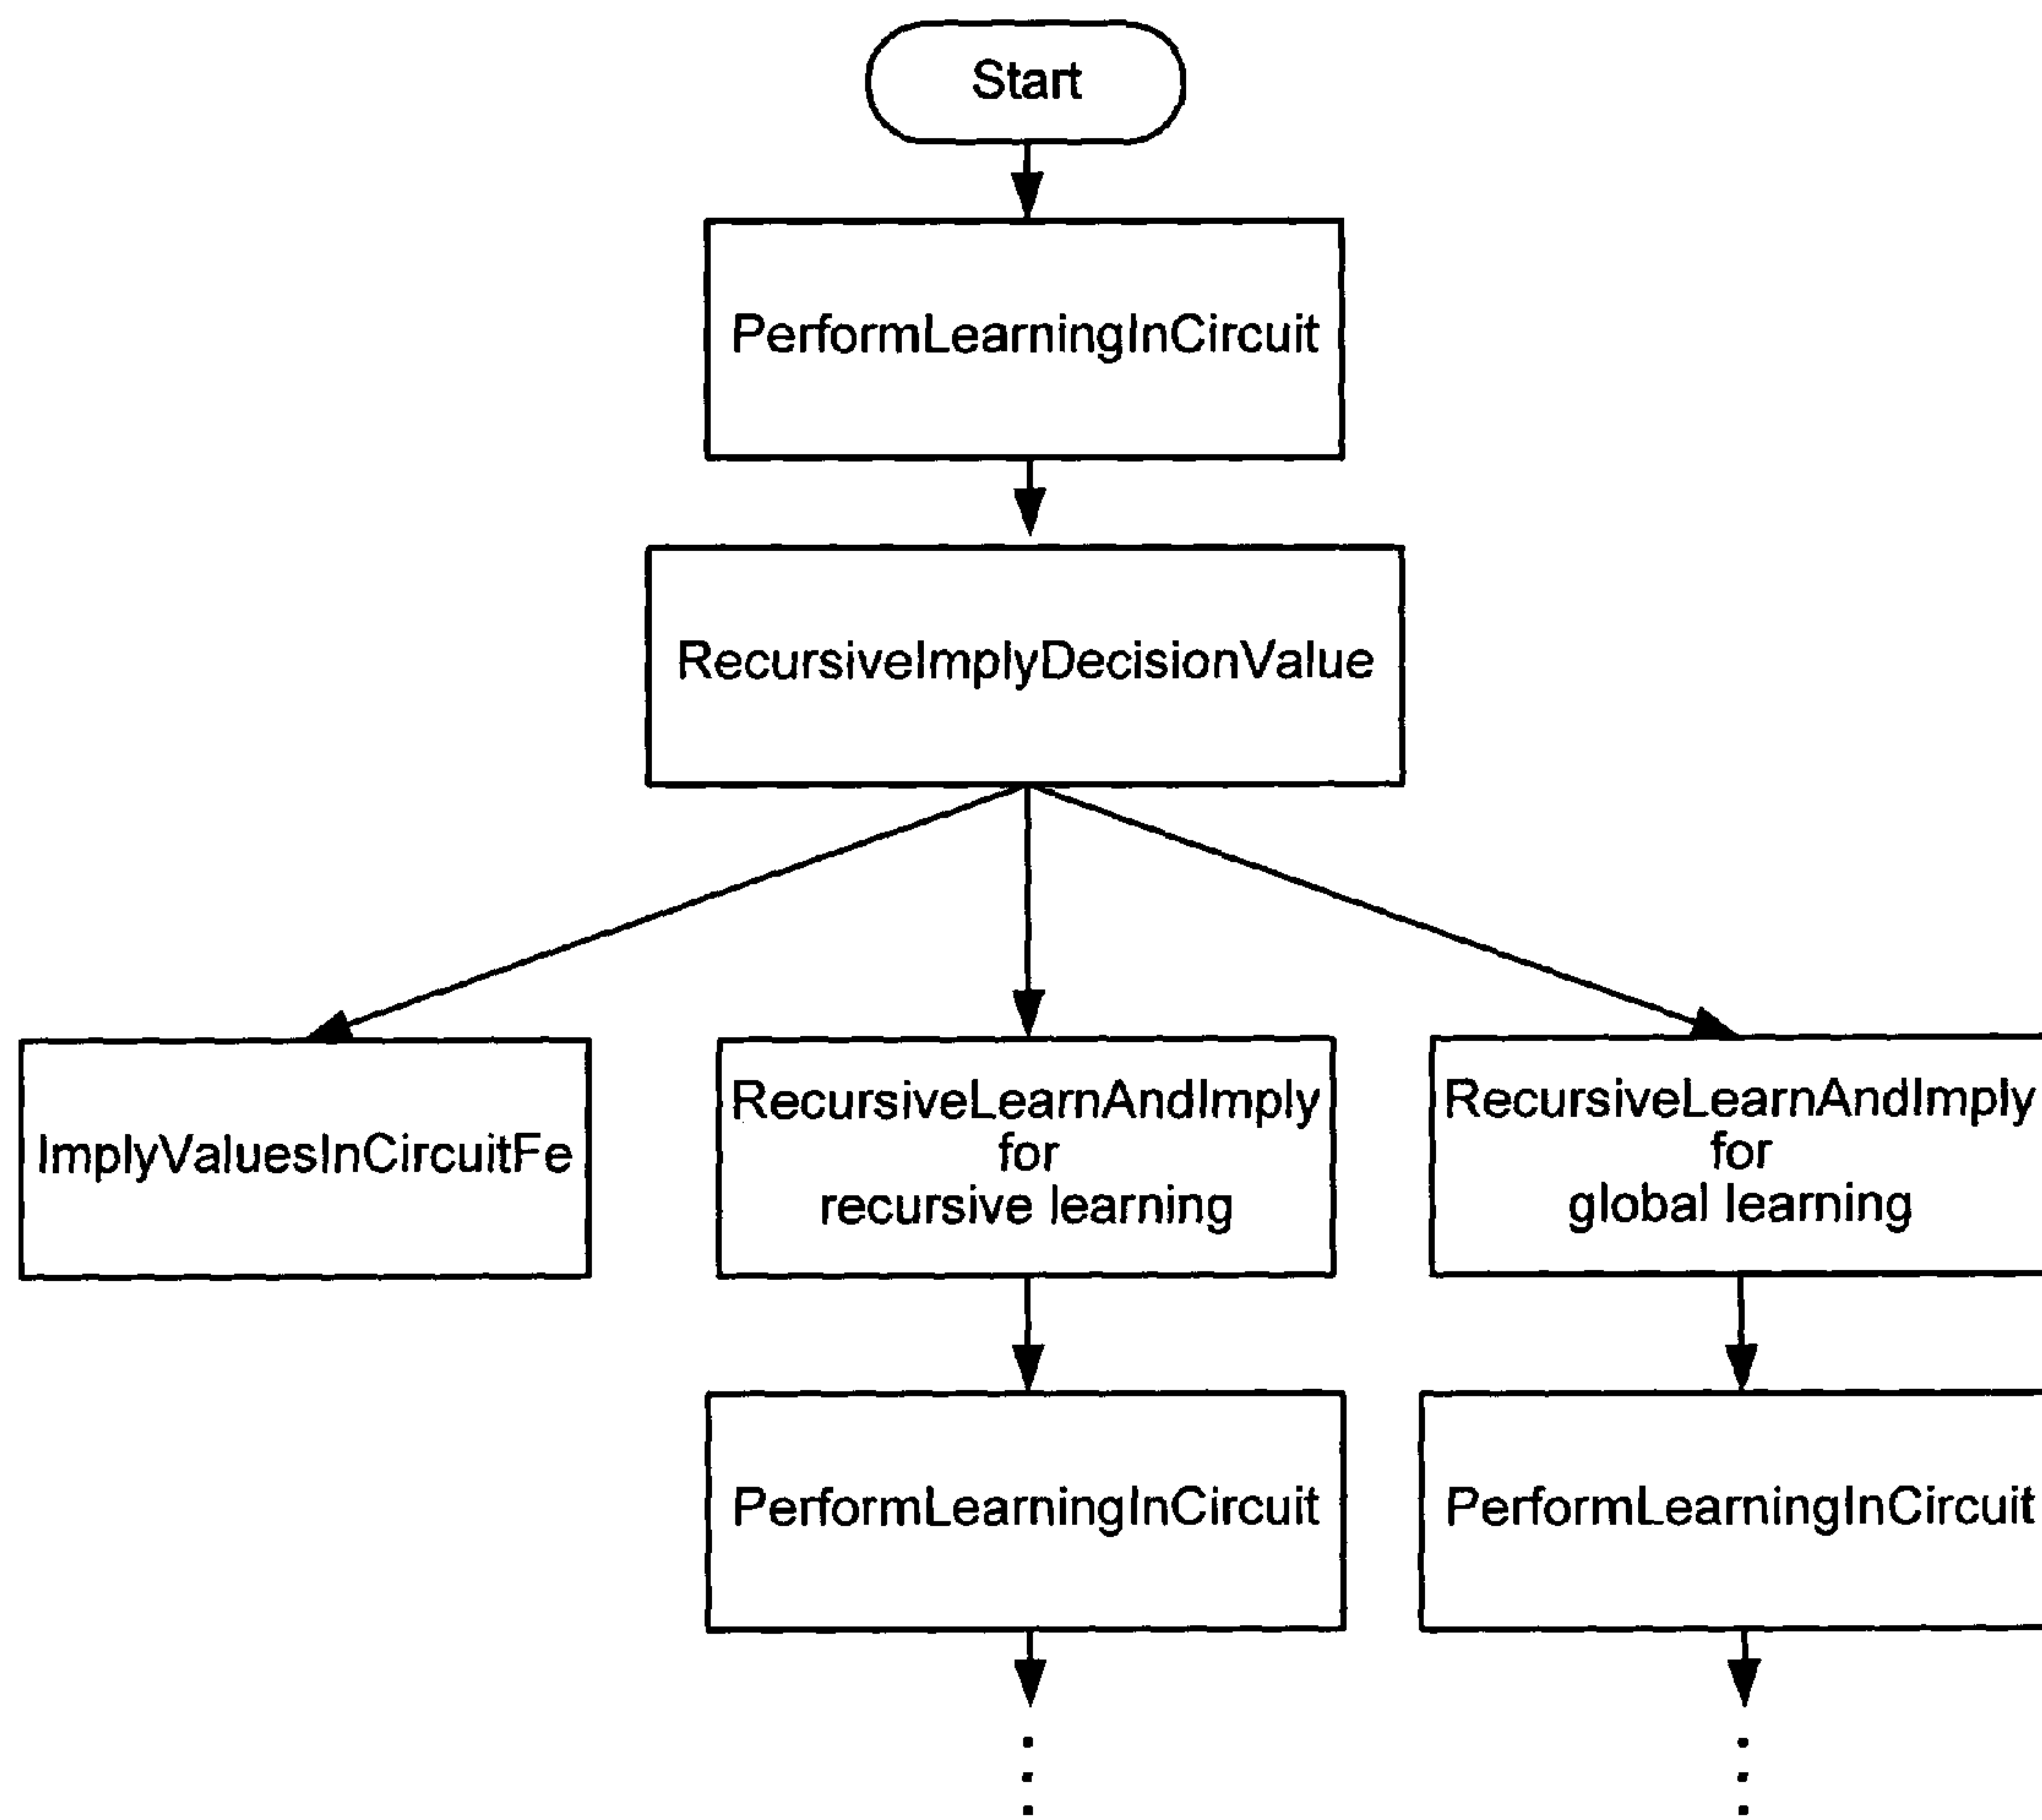 Start
PerformLearningInCircuit
RecursiveImplyDecisionValue
ImplyValuesInCircuitFe
RecursiveLearnAndImply
for
recursive learning
RecursiveLearnAndImply
for
global learning
PerformLearningInCircuit
PerformLearningInCircuit